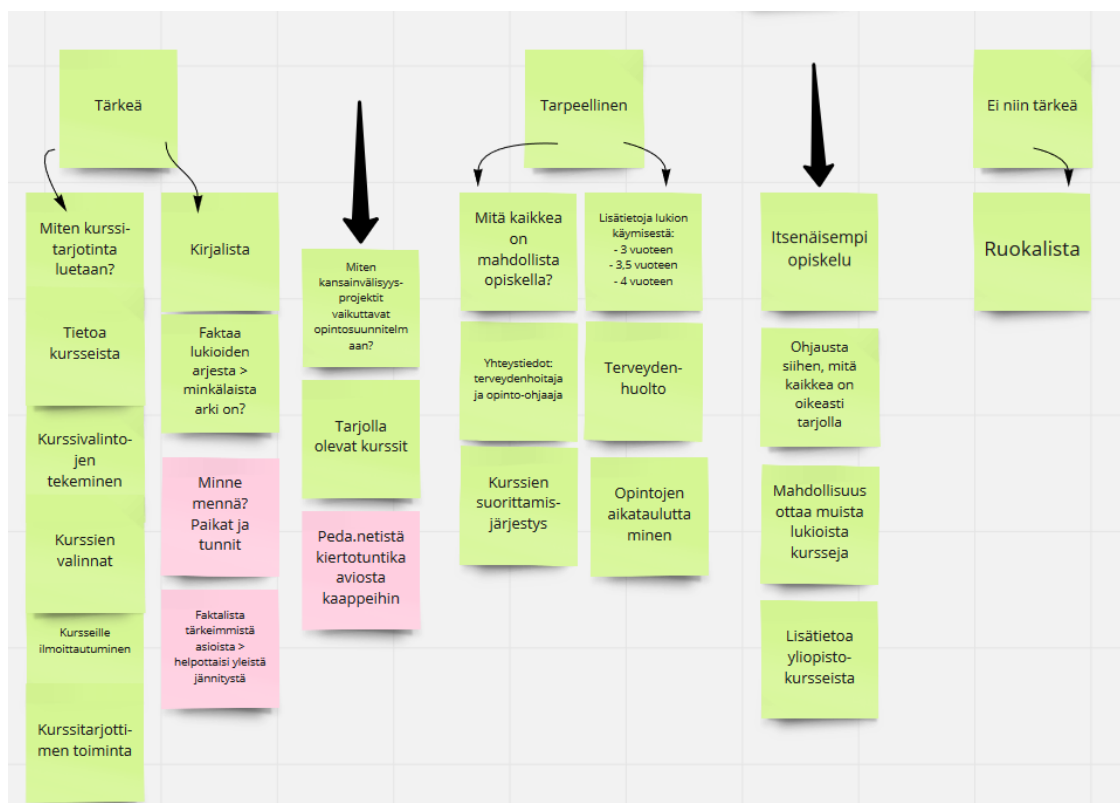 Tärkeä
Tarpeellinen
Ei niin tärkeä
Miten kurssi-
tarjotinta
luetaan?
Tietoa
kursseista
Kurssivalinto-
jen
tekeminen
Kurssien
valinnat
Kursseille
ilmoittautuminen
Kurssitarjotti-
men toiminta
Kirjalista
Faktaa
lukioiden
arjesta >
minkälaista
arki on?
Minne
mennä?
Paikat ja
tunnit
Faktalista
tärkeimmistä
asioista >
helpottaisi yleistä
jännitystä
Miten
kansainvälisyys-
projektit
vaikuttavat
opintosuunnitelm
aan?
Tarjolla
olevat kurssit
Peda.netistä
kiertotuntika
aviosta
kaappeihin
Mitä kaikkea
on
mahdollista
opiskella?
Yhteystiedot:
terveydenhoitaja
ja opinto-ohjaaja
Kurssien
suorittamis-
järjestys
Lisätietoja lukion
käymisestä:
- 3 vuoteen
- 3,5 vuoteen
- 4 vuoteen
Terveyden-
huolto
Opintojen
aikataulutta
minen
Itsenäisempi
opiskelu
Ohjausta
siihen, mitä
kaikkea on
oikeasti
tarjolla
Mahdollisuus
ottaa muista
lukioista
kursseja
Lisätietoa
yliopisto-
kursseista
Ruokalista